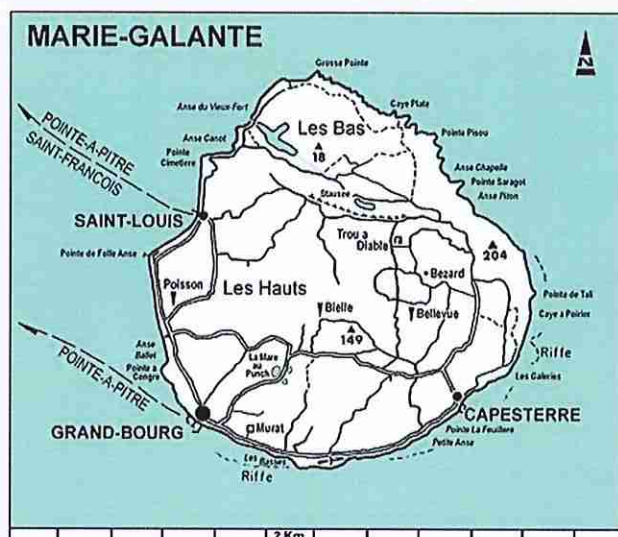 MARIE-GALANTE
N
Grosse Pointe
Anse du Vieux-Fort
Caye Plate
Les Bas
18
Pointe Pisou
Anse Canot
Pointe
Cimetière
Anse Chapelle
Pointe Saragot
Anse Piton
POINTE-A-PITRE
SAINT-FRANÇOIS
Stausee
SAINT-LOUIS
Trou a
Diable
204
Pointe de Folle Anse
Bezard
Poisson
Les Hauts
Pointe de Tali
Bielle
Bellevue
Caye a Poirier
149
POINTE-A-PITRE
Anse
Ballet
Pointe à
Cangre
La Mare
au
Punch
Riffe
Les Galeries
GRAND-BOURG
Murat
CAPESTERRE
Pointe La Feuillere
Petite Anse
Les Basses
Riffe
2 Km